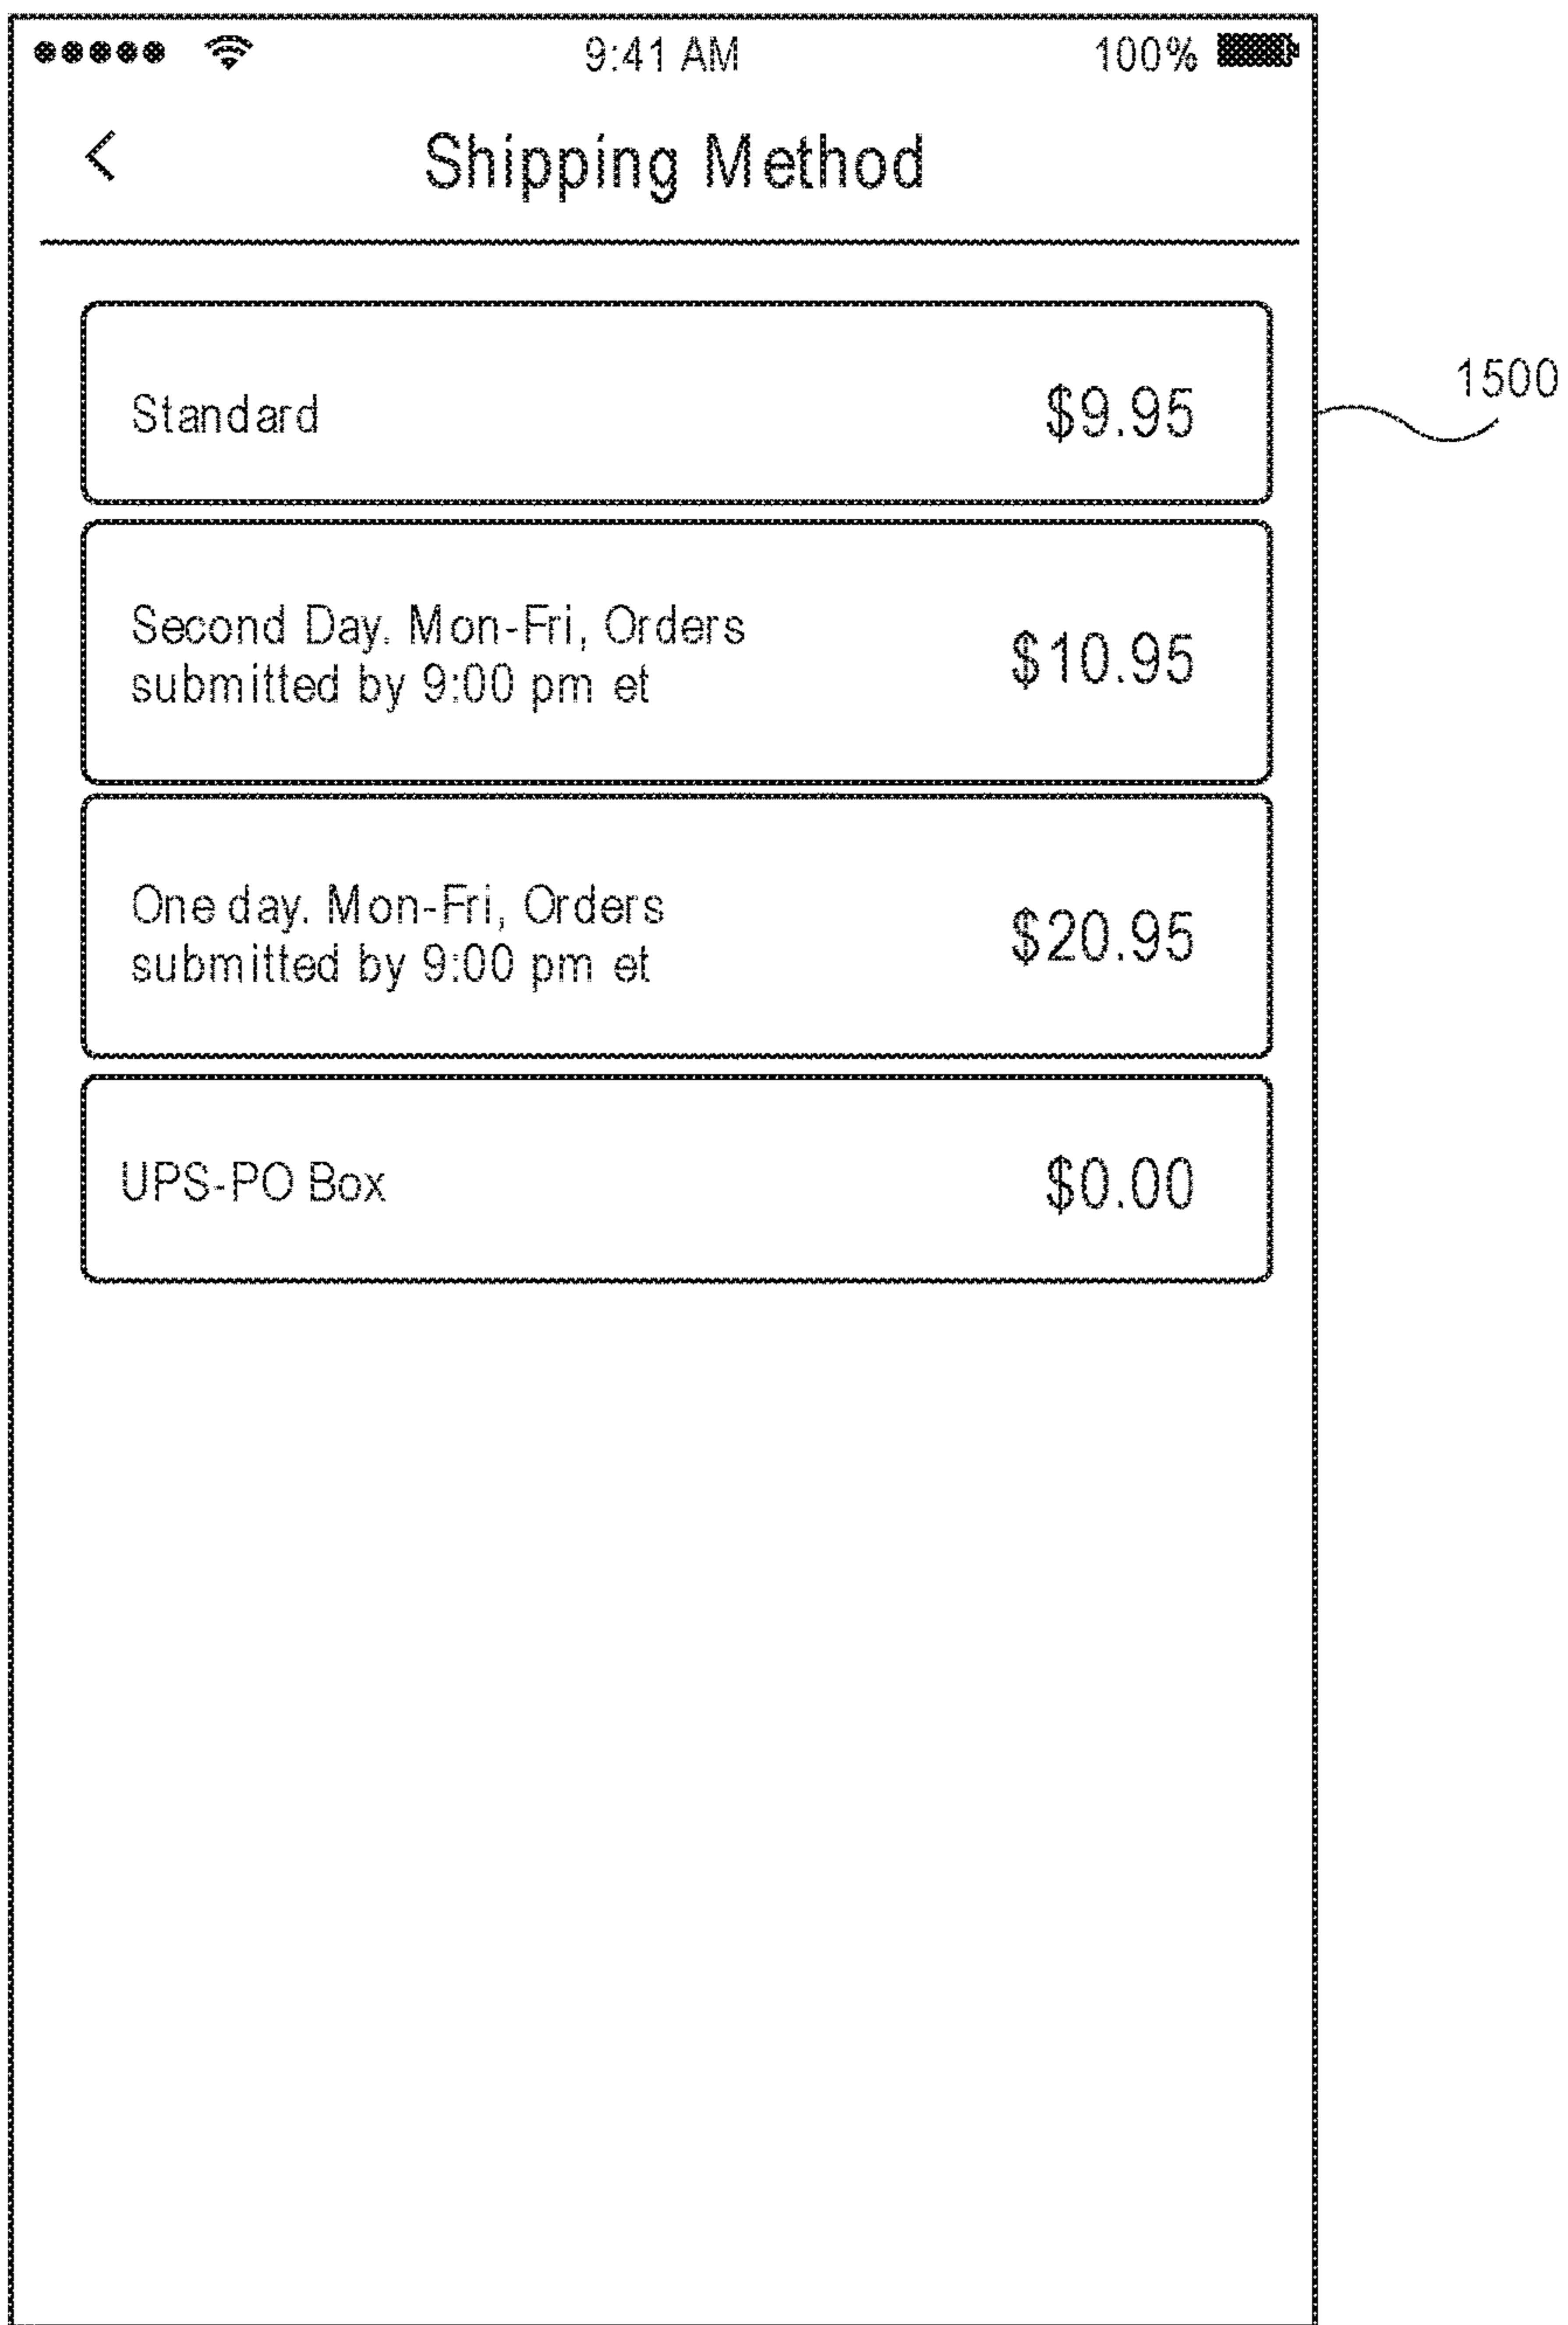 9:41 AM 100%
< Shipping Method
Standard $9.95
1500
Second Day. Mon-Fri, Orders
submitted by 9:00 pm et
$10.95
One day. Mon-Fri, Orders
submitted by 9:00 pm et
$20.95
UPS-PO Box $0.00